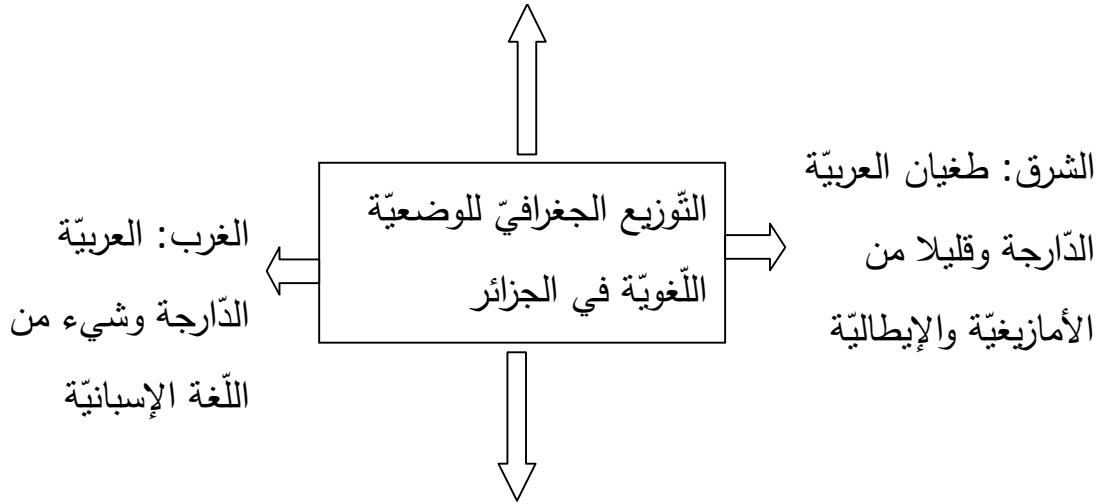 الشرق: طغيان العربيّة
الدّارجة وقليلا من
الأمازيغيّة والإيطاليّة
التّوزيع الجغرافيّ للوضعيّة
اللّغويّة في الجزائر
الغرب: العربيّة
الدّارجة وشيء من
اللّغة الإسبانيّة